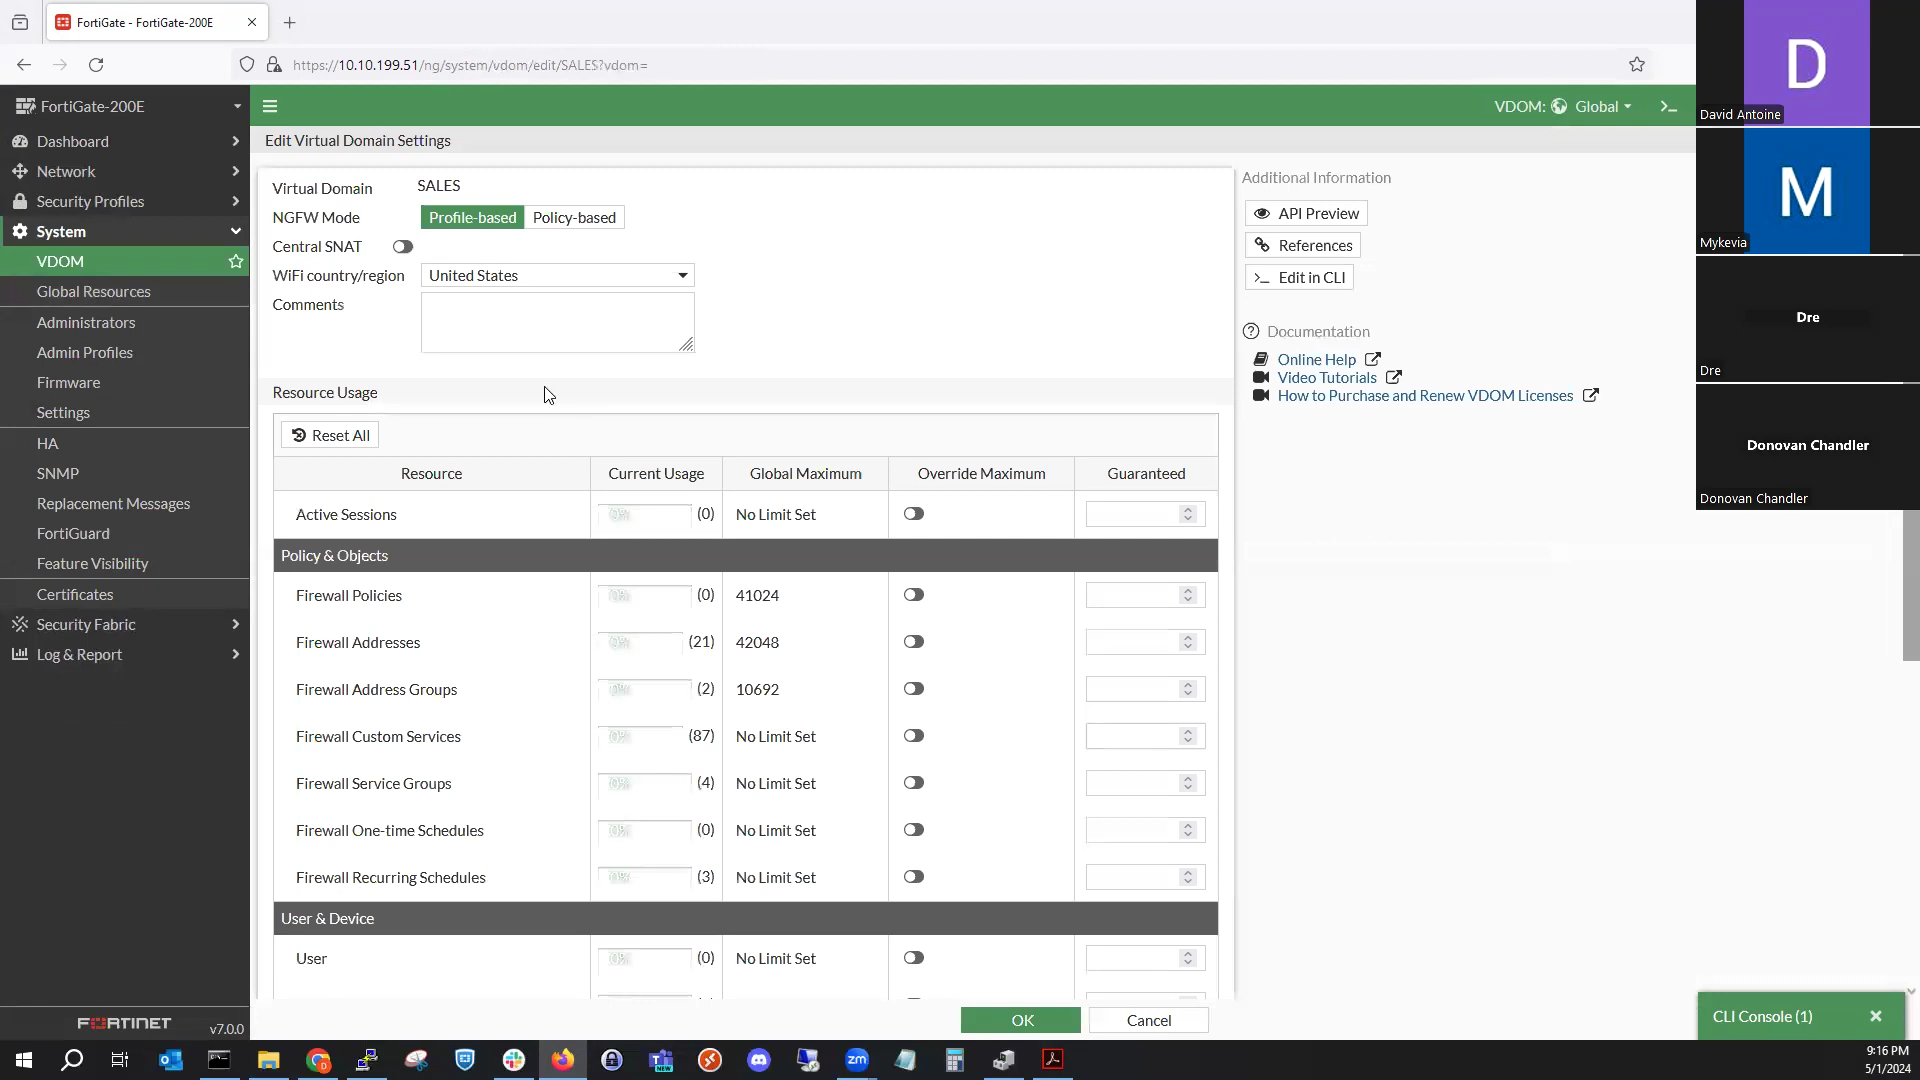 FortiGate - FortiGate-200E
https://10.10.199.51/ng/system/vdom/edit/SALES?vdom=
FortiGate-200E
VDOM: Global
Dashboard
Network
Security Profiles
System
VDOM
Global Resources
Administrators
Admin Profiles
Firmware
Settings
HA
SNMP
Replacement Messages
FortiGuard
Feature Visibility
Certificates
Security Fabric
Log & Report
FORTINET v7.0.0
Edit Virtual Domain Settings
Virtual Domain SALES
NGFW Mode Profile-based Policy-based
Central SNAT
WiFi country/region United States
Comments
Resource Usage
Reset All
Resource Current Usage Global Maximum Override Maximum Guaranteed
Active Sessions 0% (0) No Limit Set
Policy & Objects
Firewall Policies 0% (0) 41024
Firewall Addresses 0% (21) 42048
Firewall Address Groups 0% (2) 10692
Firewall Custom Services 0% (87) No Limit Set
Firewall Service Groups 0% (4) No Limit Set
Firewall One-time Schedules 0% (0) No Limit Set
Firewall Recurring Schedules 0% (3) No Limit Set
User & Device
User 0% (0) No Limit Set
OK Cancel
Additional Information
API Preview
References
>_ Edit in CLI
Documentation
Online Help
Video Tutorials
How to Purchase and Renew VDOM Licenses
D
David Antoine
M
Mykevia
Dre
Dre
Donovan Chandler
Donovan Chandler
CLI Console (1)
9:16 PM
5/1/2024